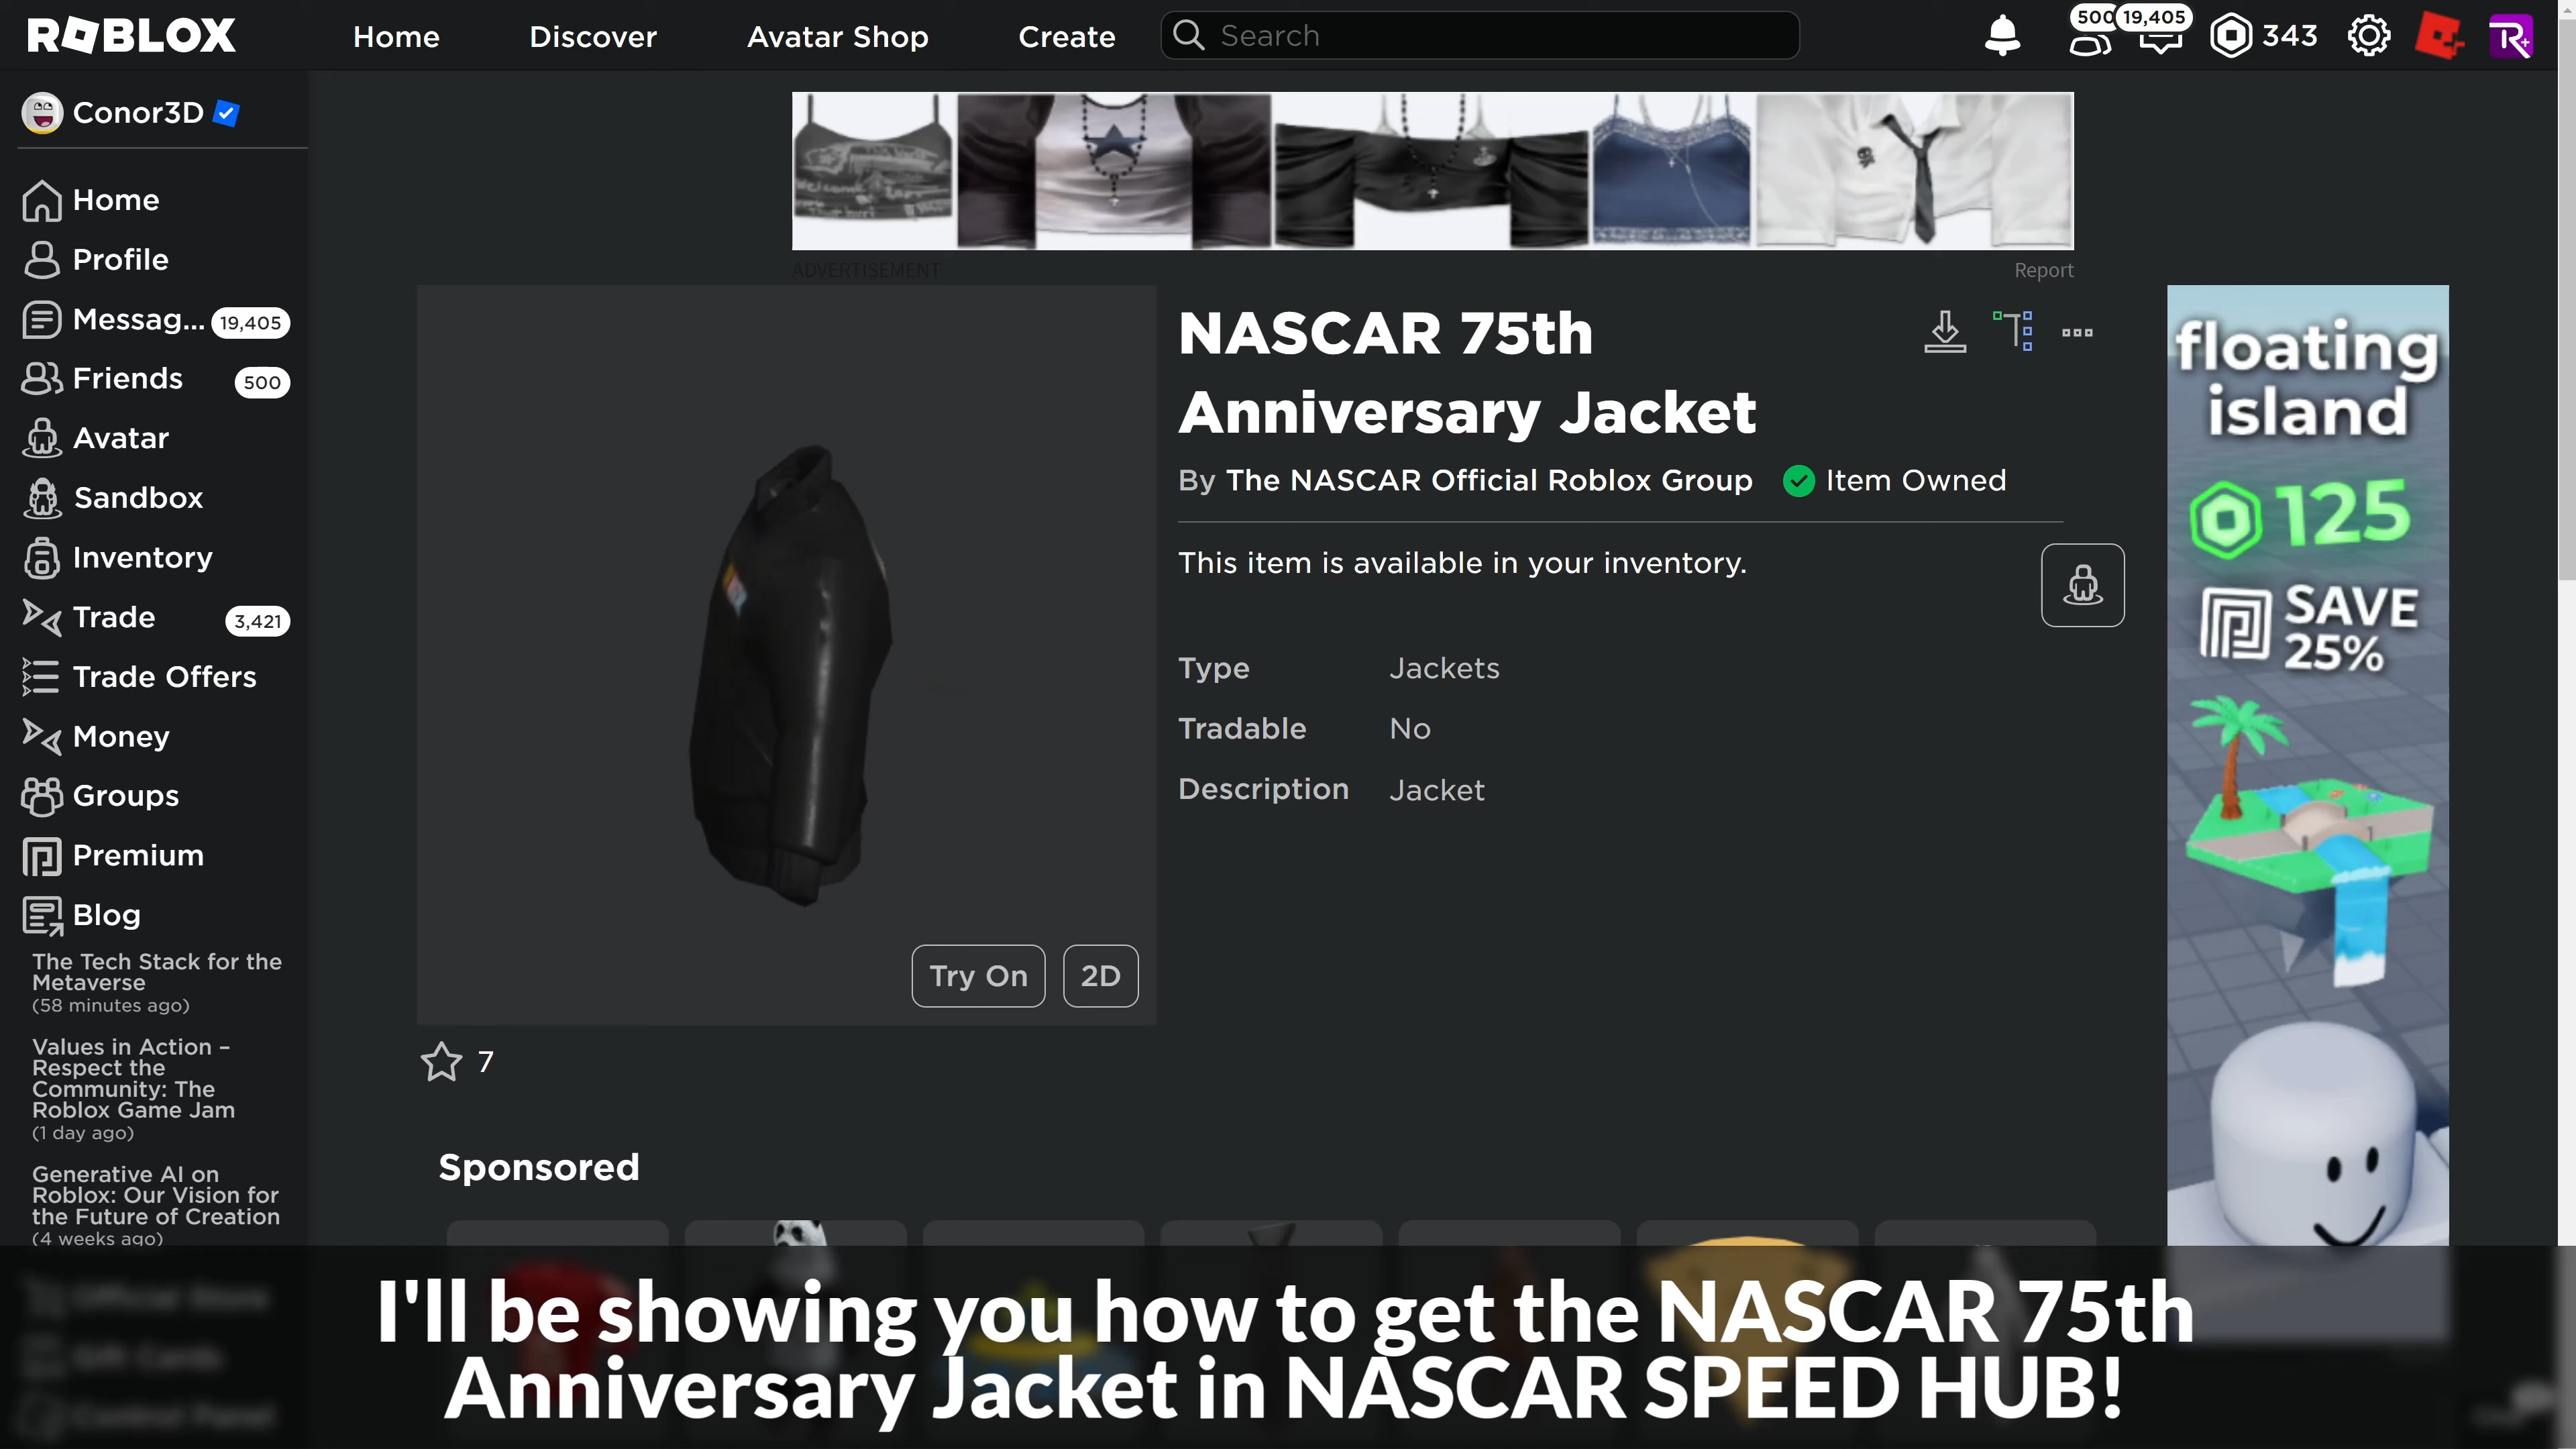 ROBLOX
Home
Discover
Avatar Shop
Create
Search
500
19,405
343
Conor3D
Home
Profile
Messag... 19,405
Friends 500
Avatar
Sandbox
Inventory
Trade 3,421
Trade Offers
Money
Groups
Premium
Blog
The Tech Stack for the
Metaverse
(58 minutes ago)
Values in Action –
Respect the
Community: The
Roblox Game Jam
(1 day ago)
Generative AI on
Roblox: Our Vision for
the Future of Creation
(4 weeks ago)
Official Store
Gift Cards
Control Panel
ADVERTISEMENT
Report
NASCAR 75th
Anniversary Jacket
By The NASCAR Official Roblox Group Item Owned
This item is available in your inventory.
Type Jackets
Tradable No
Description Jacket
Try On
2D
7
Sponsored
floating
island
125
SAVE
25%
I'll be showing you how to get the NASCAR 75th
Anniversary Jacket in NASCAR SPEED HUB!